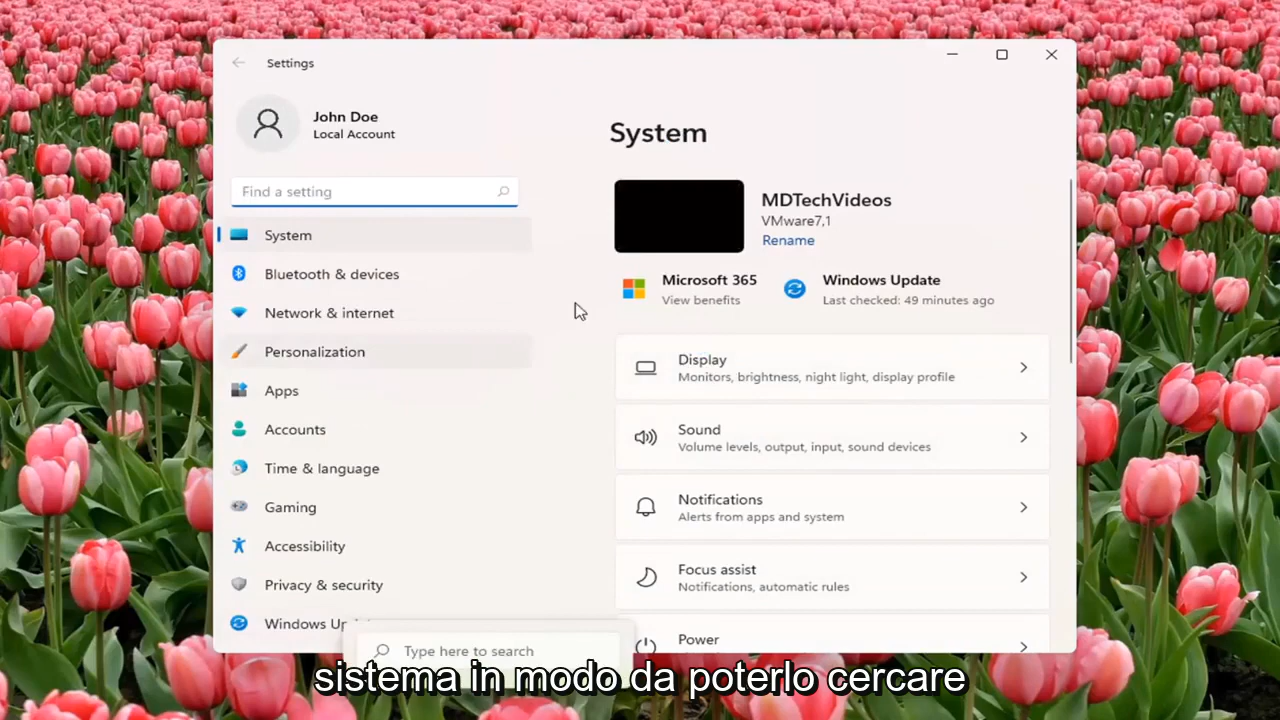 Settings
John Doe
Local Account
Find a setting
System
Bluetooth & devices
Network & internet
Personalization
Apps
Accounts
Time & language
Gaming
Accessibility
Privacy & security
Windows
Type here to search
System
MDTechVideos
VMware7,1
Rename
Microsoft 365
View benefits
Windows Update
Last checked: 49 minutes ago
Display
Monitors, brightness, night light, display profile
Sound
Volume levels, output, input, sound devices
Notifications
Alerts from apps and system
Focus assist
Notifications, automatic rules
Power
sistema in modo da poterlo cercare